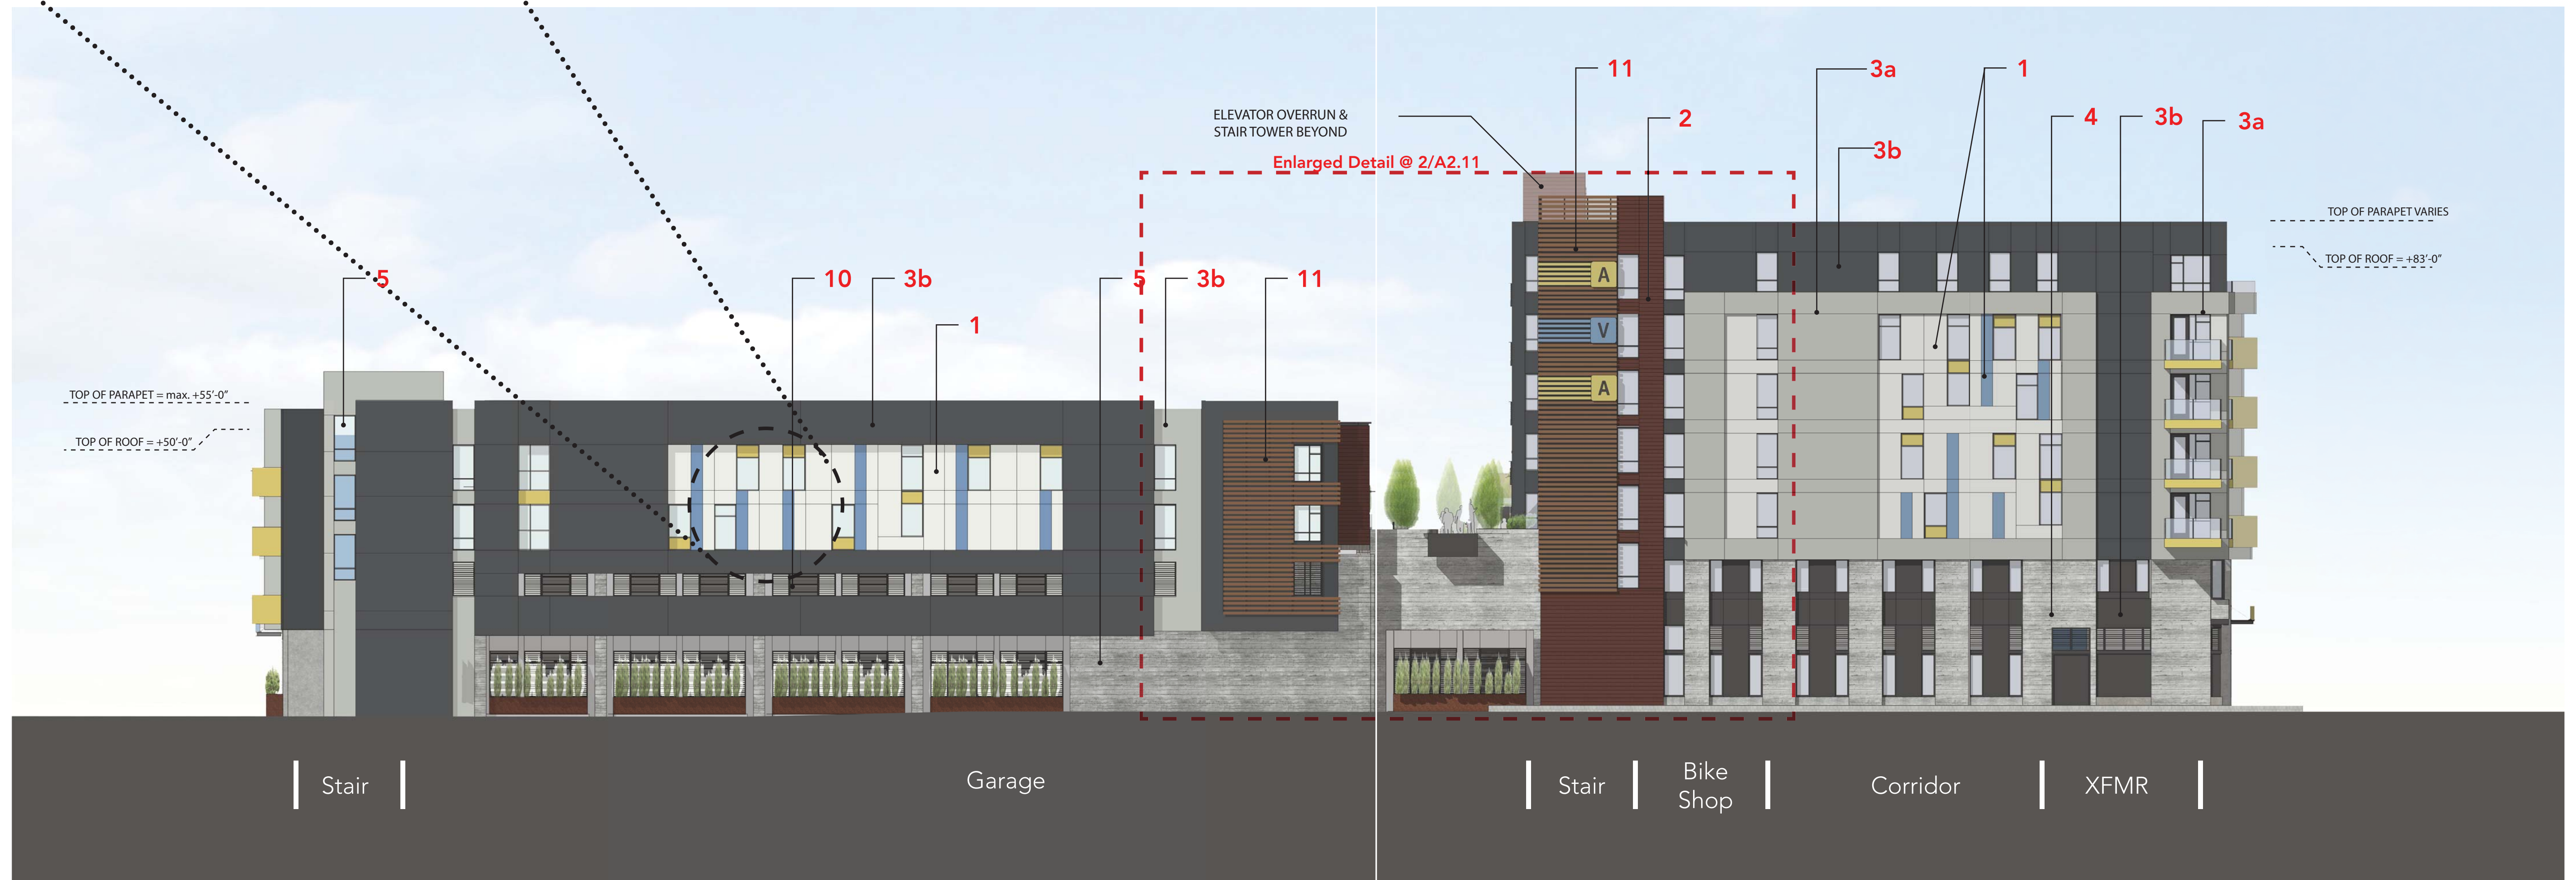 11
3a
1
ELEVATOR OVERRUN &
STAIR TOWER BEYOND
2
4
3b
3a
3b
Enlarged Detail @ 2/A2.11
TOP OF PARAPET VARIES
TOP OF ROOF = +83'-0"
5
10
3b
5
3b
11
1
A
V
A
TOP OF PARAPET = max. +55'-0"
TOP OF ROOF = +50'-0"
Stair
Garage
Stair
Bike
Shop
Corridor
XFMR